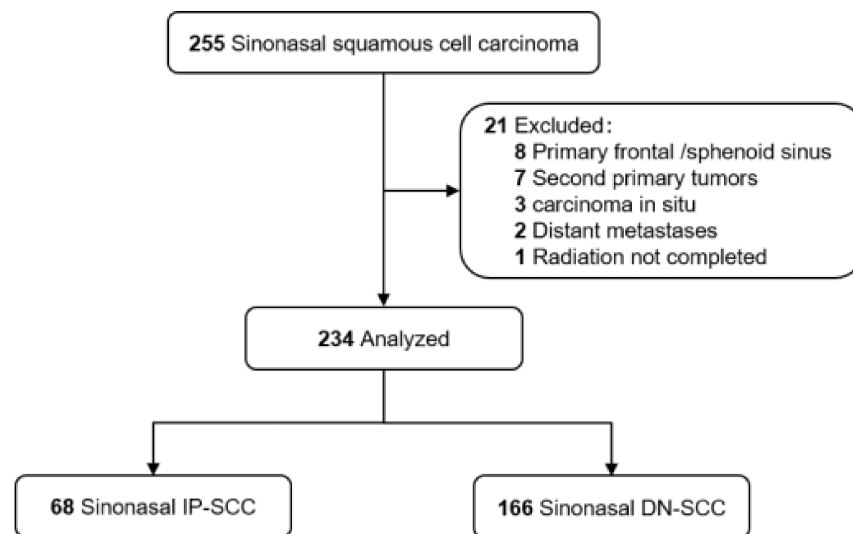 255 Sinonasal squamous cell carcinoma
21 Excluded:
8 Primary frontal /sphenoid sinus
7 Second primary tumors
3 carcinoma in situ
2 Distant metastases
1 Radiation not completed
234 Analyzed
68 Sinonasal IP-SCC
166 Sinonasal DN-SCC